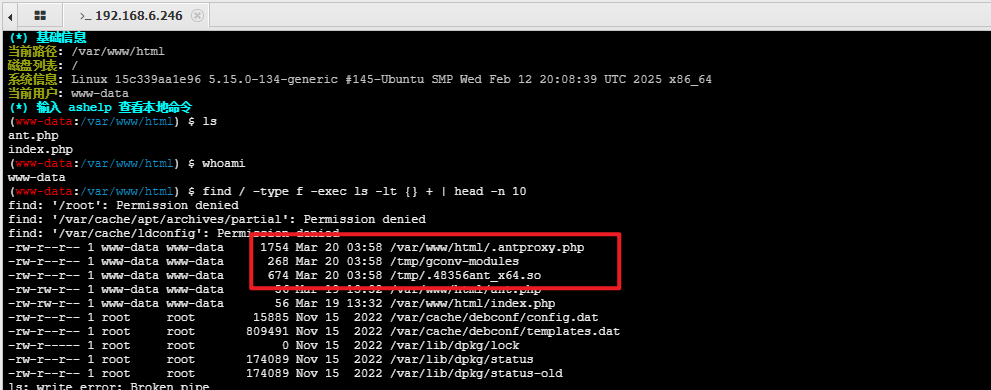 >_ 192.168.6.246
(*) 基础信息
当前路径: /var/www/html
磁盘列表: /
系统信息: Linux 15c339aa1e96 5.15.0-134-generic #145-Ubuntu SMP Wed Feb 12 20:08:39 UTC 2025 x86_64
当前用户: www-data
(*) 输入 ashelp 查看本地命令
(www-data:/var/www/html) $ ls
ant.php
index.php
(www-data:/var/www/html) $ whoami
www-data
(www-data:/var/www/html) $ find / -type f -exec ls -lt {} + | head -n 10
find: '/root': Permission denied
find: '/var/cache/apt/archives/partial': Permission denied
find: '/var/cache/ldconfig': Permission denied
-rw-r--r-- 1 www-data www-data 1754 Mar 20 03:58 /var/www/html/.antproxy.php
-rw-r--r-- 1 www-data www-data 268 Mar 20 03:58 /tmp/gconv-modules
-rw-r--r-- 1 www-data www-data 674 Mar 20 03:58 /tmp/.48356ant_x64.so
-rw-rw-r-- 1 www-data www-data 56 Mar 19 13:32 /var/www/html/ant.php
-rw-rw-r-- 1 www-data www-data 56 Mar 19 13:32 /var/www/html/index.php
-rw-r--r-- 1 root root 15885 Nov 15 2022 /var/cache/debconf/config.dat
-rw-r--r-- 1 root root 809491 Nov 15 2022 /var/cache/debconf/templates.dat
-rw-r----- 1 root root 0 Nov 15 2022 /var/lib/dpkg/lock
-rw-r--r-- 1 root root 174089 Nov 15 2022 /var/lib/dpkg/status
-rw-r--r-- 1 root root 174089 Nov 15 2022 /var/lib/dpkg/status-old
ls: write error: Broken pipe